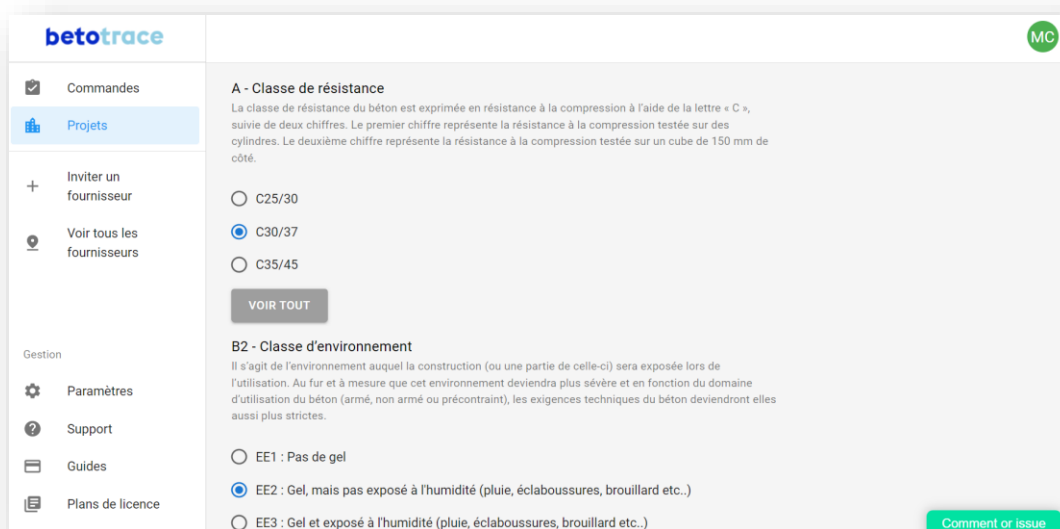 betotrace
MC
Commandes
Projets
Inviter un
fournisseur
Voir tous les
fournisseurs
Gestion
Paramètres
Support
Guides
Plans de licence
A - Classe de résistance
La classe de résistance du béton est exprimée en résistance à la compression à l'aide de la lettre « C »,
suivie de deux chiffres. Le premier chiffre représente la résistance à la compression testée sur des
cylindres. Le deuxième chiffre représente la résistance à la compression testée sur un cube de 150 mm de
côté.
C25/30
C30/37
C35/45
VOIR TOUT
B2 - Classe d'environnement
Il s'agit de l'environnement auquel la construction (ou une partie de celle-ci) sera exposée lors de
l'utilisation. Au fur et à mesure que cet environnement deviendra plus sévère et en fonction du domaine
d'utilisation du béton (armé, non armé ou précontraint), les exigences techniques du béton deviendront elles
aussi plus strictes.
EE1 : Pas de gel
EE2 : Gel, mais pas exposé à l'humidité (pluie, éclaboussures, brouillard etc..)
EE3 : Gel et exposé à l'humidité (pluie, éclaboussures, brouillard etc..)
Comment or issue